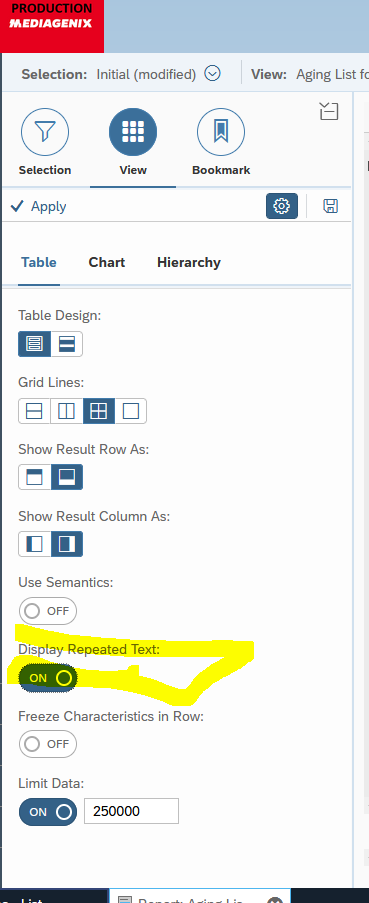 PRODUCTION
MEDIAGENIX
Selection: Initial (modified) View: Aging List fo
Selection View Bookmark
Apply
Table Chart Hierarchy
Table Design:
Grid Lines:
Show Result Row As:
Show Result Column As:
Use Semantics:
OFF
Display Repeated Text:
ON
Freeze Characteristics in Row:
OFF
Limit Data:
ON 250000
List Report: Aging Lis